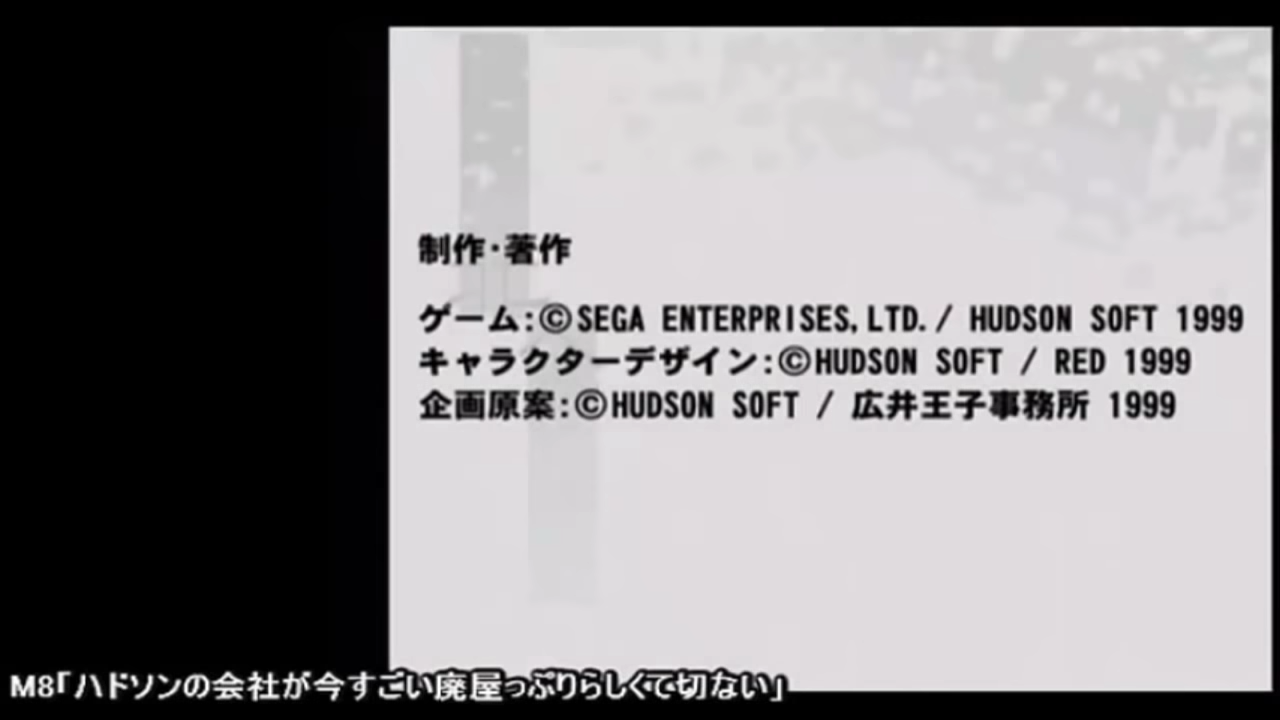 制作・著作
ゲーム:©SEGA ENTERPRISES,LTD./ HUDSON SOFT 1999
キャラクターデザイン:©HUDSON SOFT / RED 1999
企画原案:©HUDSON SOFT / 広井王子事務所 1999
M8「ハドソンの会社が今すごい廃屋っぷりらしくて切ない」